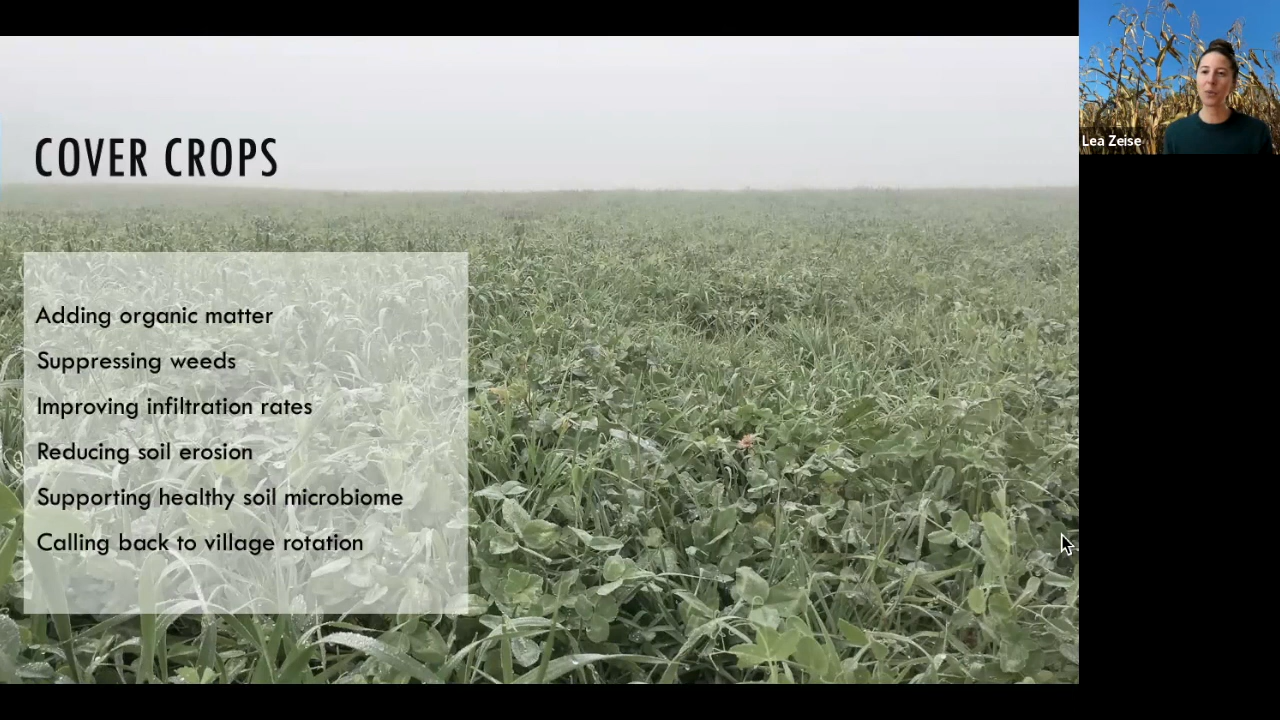 COVER CROPS
Adding organic matter
Suppressing weeds
Improving infiltration rates
Reducing soil erosion
Supporting healthy soil microbiome
Calling back to village rotation
Lea Zeise